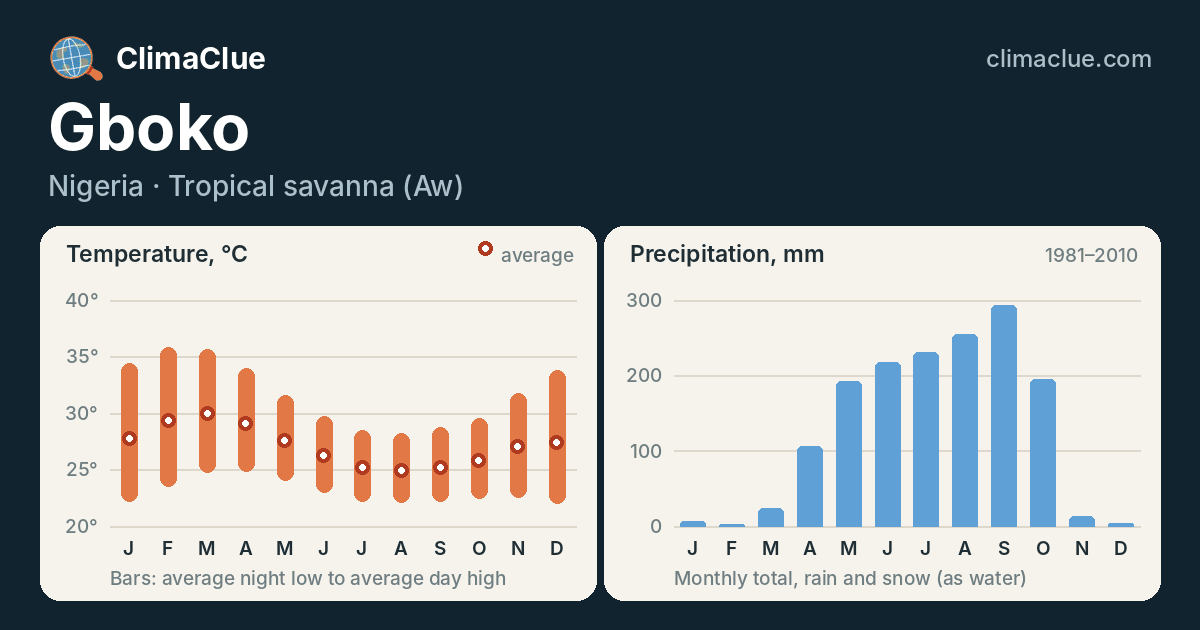 ClimaClue
climaclue.com
Gboko
Nigeria · Tropical savanna (Aw)
Temperature, °C
average
40°
35°
30°
25°
20°
J F M A M J J A S O N D
Bars: average night low to average day high
Precipitation, mm
1981–2010
300
200
100
0
J F M A M J J A S O N D
Monthly total, rain and snow (as water)